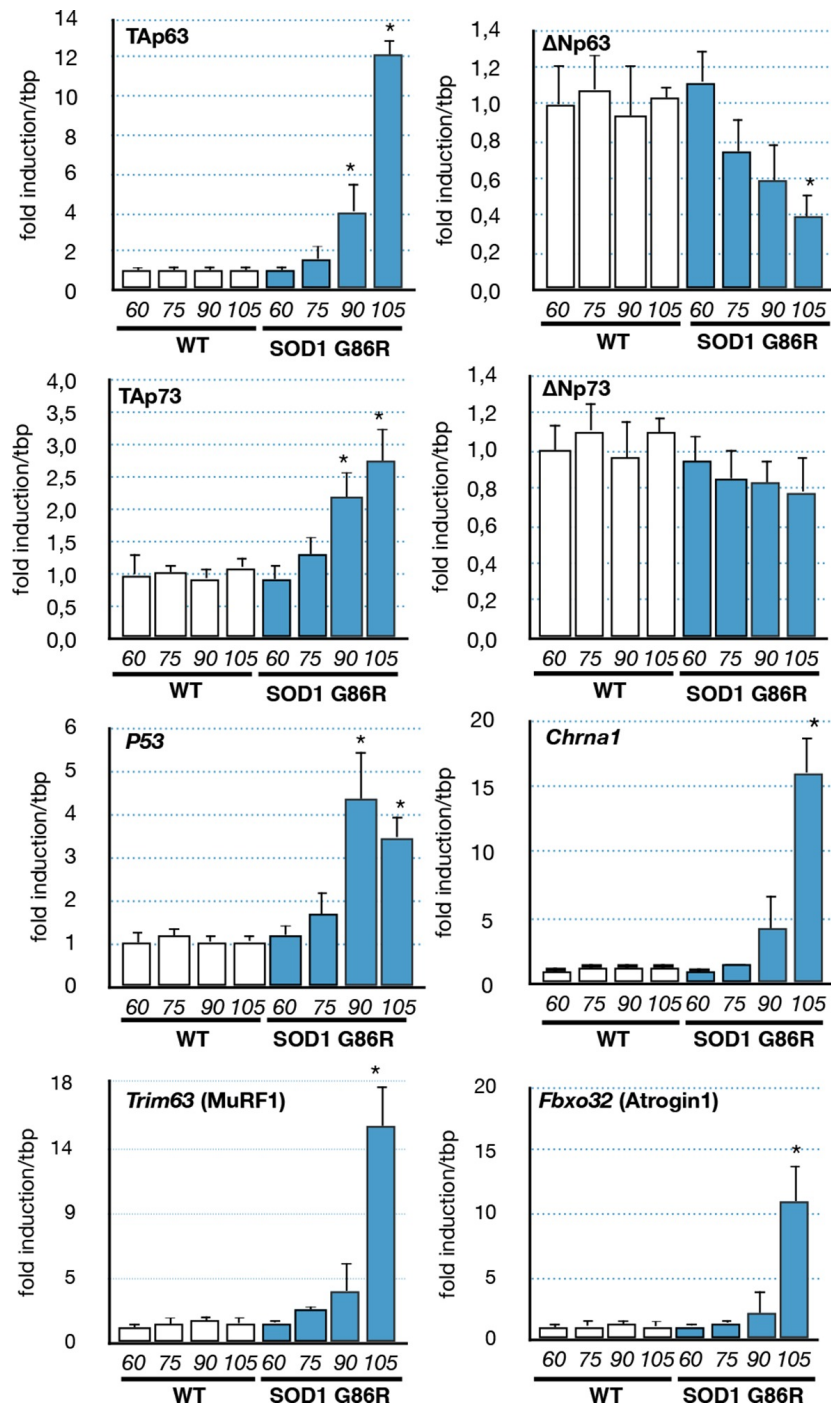 TAp63
fold induction/tbp
14
12
10
8
6
4
2
0
*
*
60 75 90 105 60 75 90 105
WT SOD1 G86R
ΔNp63
fold induction/tbp
1,4
1,2
1,0
0,8
0,6
0,4
0,2
0,0
*
60 75 90 105 60 75 90 105
WT SOD1 G86R
TAp73
fold induction/tbp
4,0
3,5
3,0
2,5
2,0
1,5
1,0
0,5
0,0
*
*
60 75 90 105 60 75 90 105
WT SOD1 G86R
ΔNp73
fold induction/tbp
1,4
1,2
1,0
0,8
0,6
0,4
0,2
0,0
60 75 90 105 60 75 90 105
WT SOD1 G86R
P53
fold induction/tbp
6
5
4
3
2
1
0
*
*
60 75 90 105 60 75 90 105
WT SOD1 G86R
Chrna1
fold induction/tbp
20
15
10
5
0
*
60 75 90 105 60 75 90 105
WT SOD1 G86R
Trim63 (MuRF1)
fold induction/tbp
18
14
9
5
0
*
60 75 90 105 60 75 90 105
WT SOD1 G86R
Fbxo32 (Atrogin1)
fold induction/tbp
20
15
10
5
0
*
60 75 90 105 60 75 90 105
WT SOD1 G86R